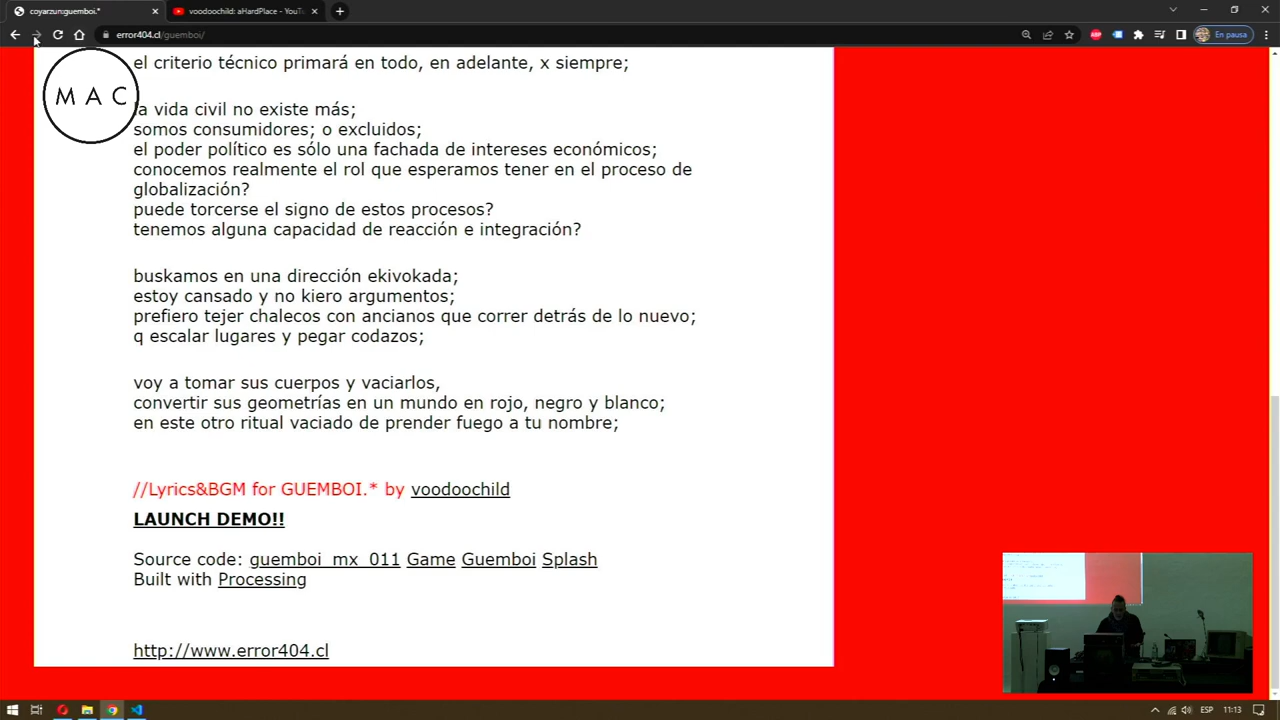 coyarzun:guemboi.*
voodoochild: aHardPlace - YouT
error404.cl/guemboi/
ABP
En pausa
el criterio técnico primará en todo, en adelante, x siempre;
MAC
la vida civil no existe más;
somos consumidores; o excluidos;
el poder político es sólo una fachada de intereses económicos;
conocemos realmente el rol que esperamos tener en el proceso de
globalización?
puede torcerse el signo de estos procesos?
tenemos alguna capacidad de reacción e integración?
buskamos en una dirección ekivokada;
estoy cansado y no kiero argumentos;
prefiero tejer chalecos con ancianos que correr detrás de lo nuevo;
q escalar lugares y pegar codazos;
voy a tomar sus cuerpos y vaciarlos,
convertir sus geometrías en un mundo en rojo, negro y blanco;
en este otro ritual vaciado de prender fuego a tu nombre;
//Lyrics&BGM for GUEMBOI.* by voodoochild
LAUNCH DEMO!!
Source code: guemboi_mx_011 Game Guemboi Splash
Built with Processing
http://www.error404.cl
ESP
11:13